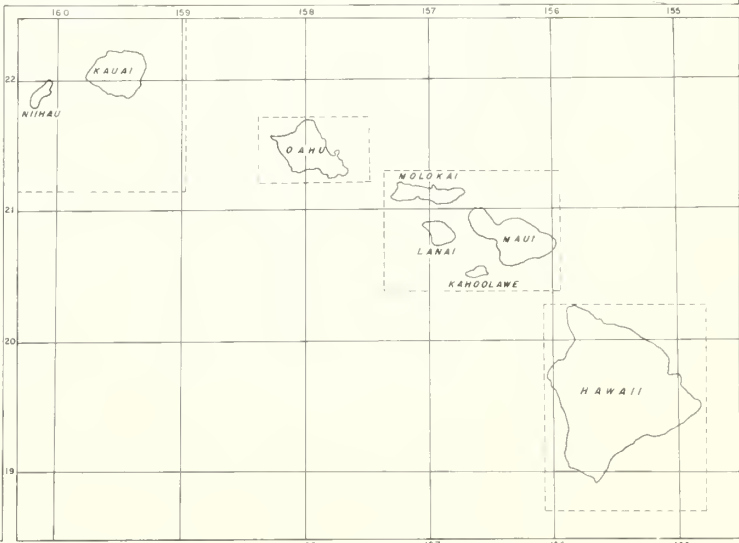 160 159 158 157 156 155
KAUAI
22
NIIHAU
OAHU
MOLOKAI
21
MAUI
LANAI
KAHOOLAWE
20
HAWAII
19